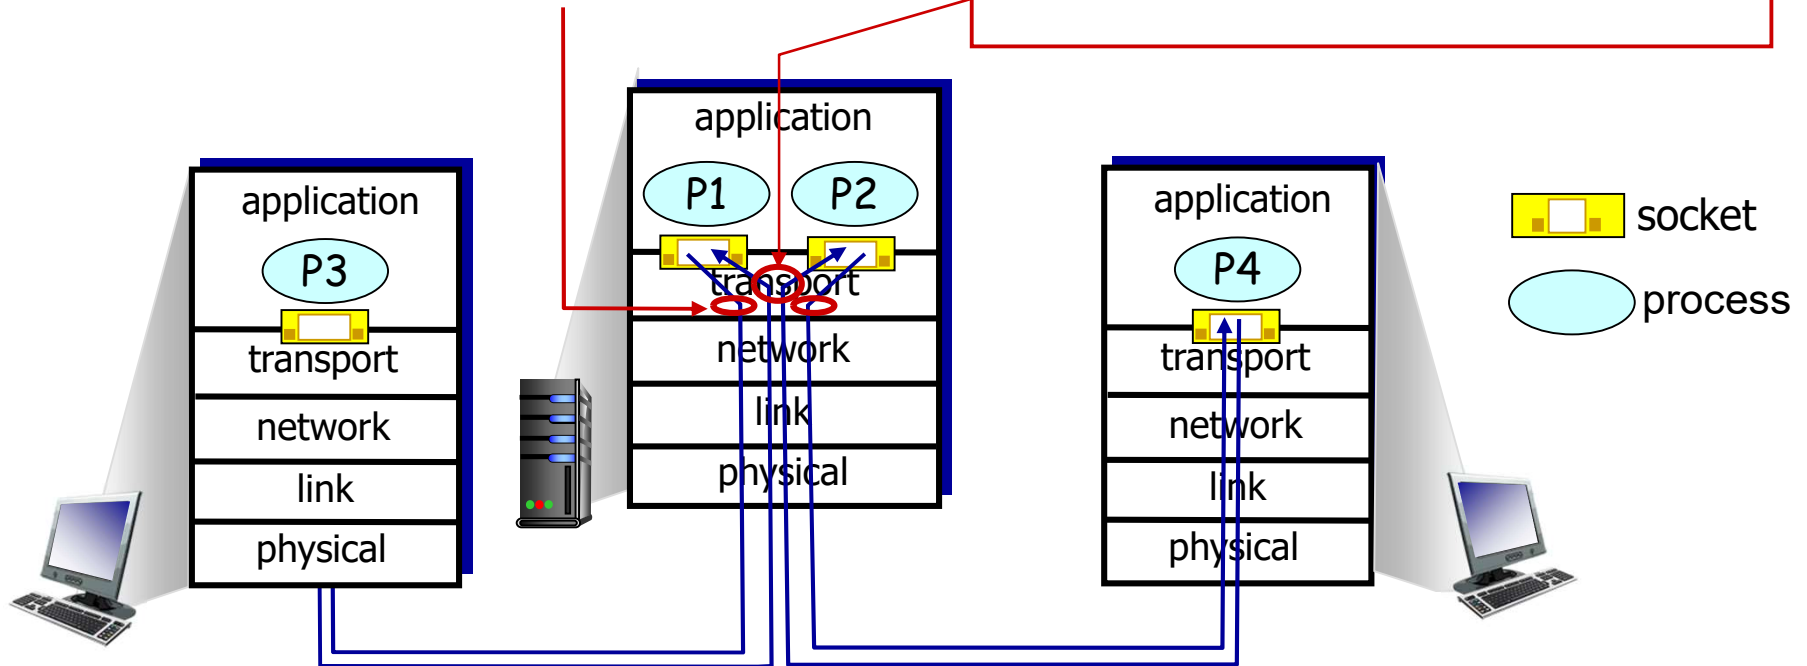 application
P1
P2
transport
network
link
physical
application
P3
transport
network
link
physical
application
P4
transport
network
link
physical
socket
process